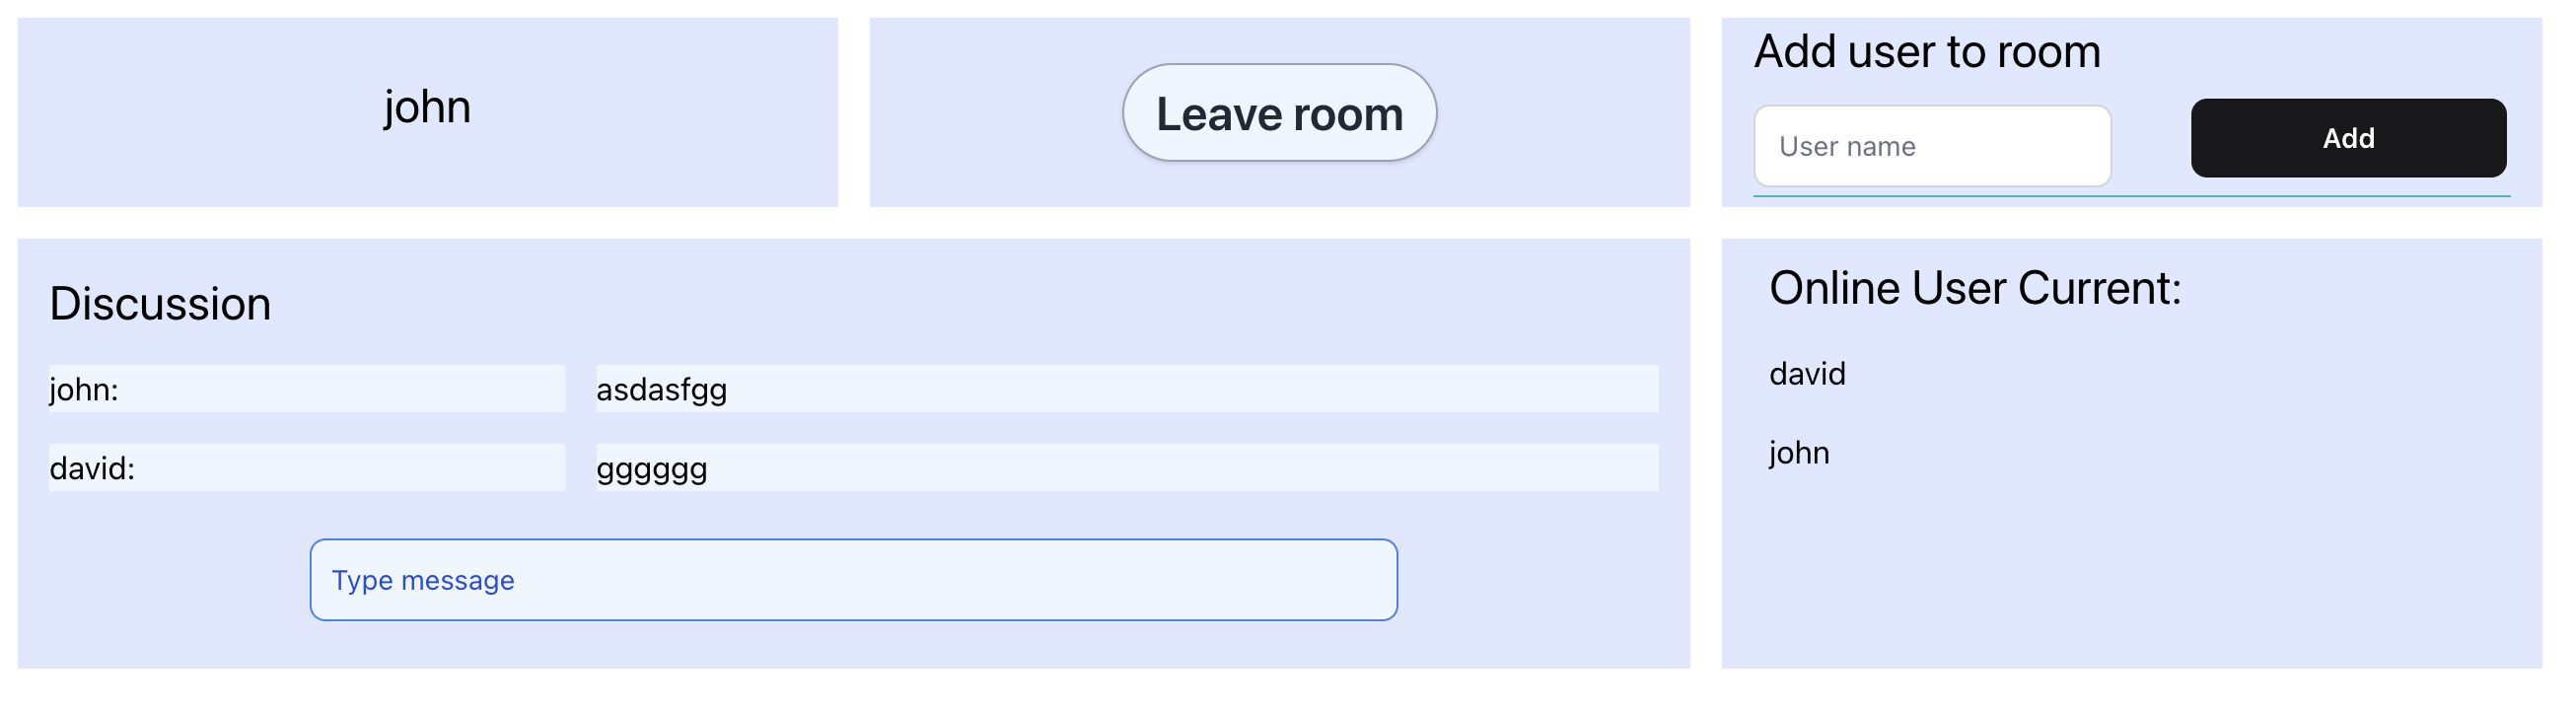 john
Leave room
Add user to room
User name
Add
Discussion
john:
asdasfgg
david:
gggggg
Type message
Online User Current:
david
john